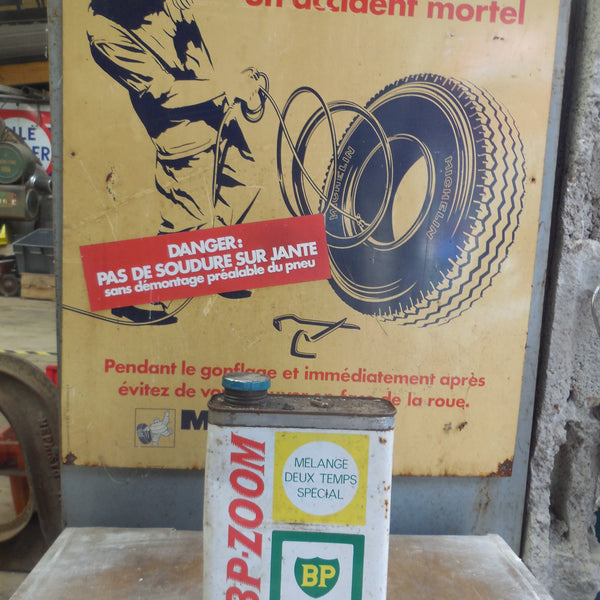 un accident mortel
MICHELIN
MICHELIN
DANGER:
PAS DE SOUDURE SUR JANTE
sans démontage préalable du pneu
Pendant le gonflage et immédiatement après
évitez de de la roue.
M
BP-ZOOM
MELANGE
DEUX TEMPS
SPECIAL
BP